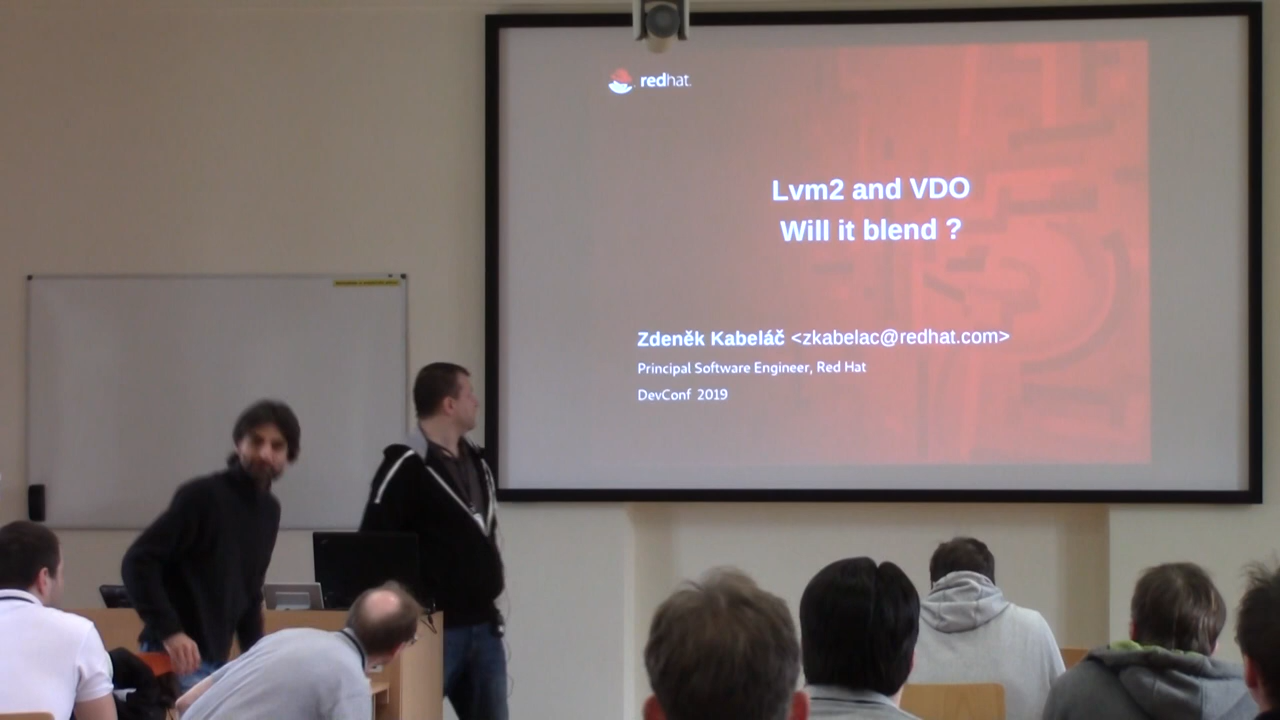 redhat.
Lvm2 and VDO
Will it blend ?
Zdeněk Kabeláč <zkabelac@redhat.com>
Principal Software Engineer, Red Hat
DevConf 2019